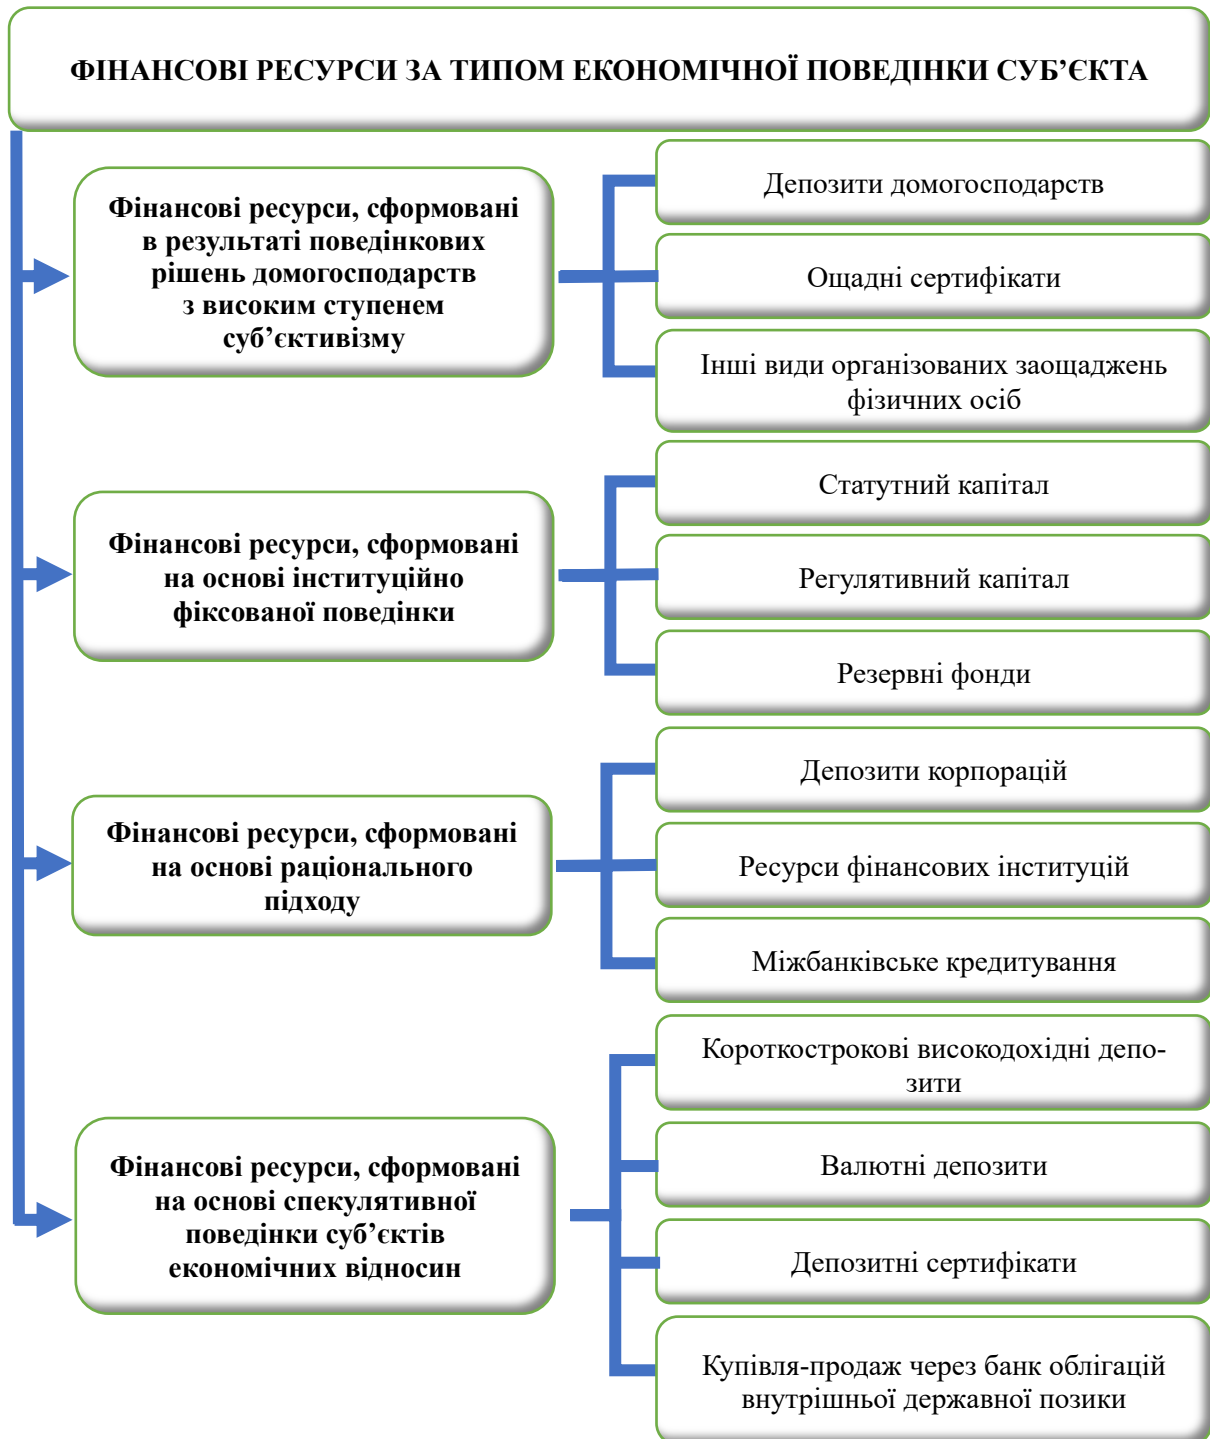 ФІНАНСОВІ РЕСУРСИ ЗА ТИПОМ ЕКОНОМІЧНОЇ ПОВЕДІНКИ СУБ’ЄКТА
Фінансові ресурси, сформовані
в результаті поведінкових
рішень домогосподарств
з високим ступенем
суб’єктивізму
Депозити домогосподарств
Ощадні сертифікати
Інші види організованих заощаджень
фізичних осіб
Фінансові ресурси, сформовані
на основі інституційно
фіксованої поведінки
Статутний капітал
Регулятивний капітал
Резервні фонди
Фінансові ресурси, сформовані
на основі раціонального
підходу
Депозити корпорацій
Ресурси фінансових інституцій
Міжбанківське кредитування
Фінансові ресурси, сформовані
на основі спекулятивної
поведінки суб’єктів
економічних відносин
Короткострокові високодохідні депо-
зити
Валютні депозити
Депозитні сертифікати
Купівля-продаж через банк облігацій
внутрішньої державної позики